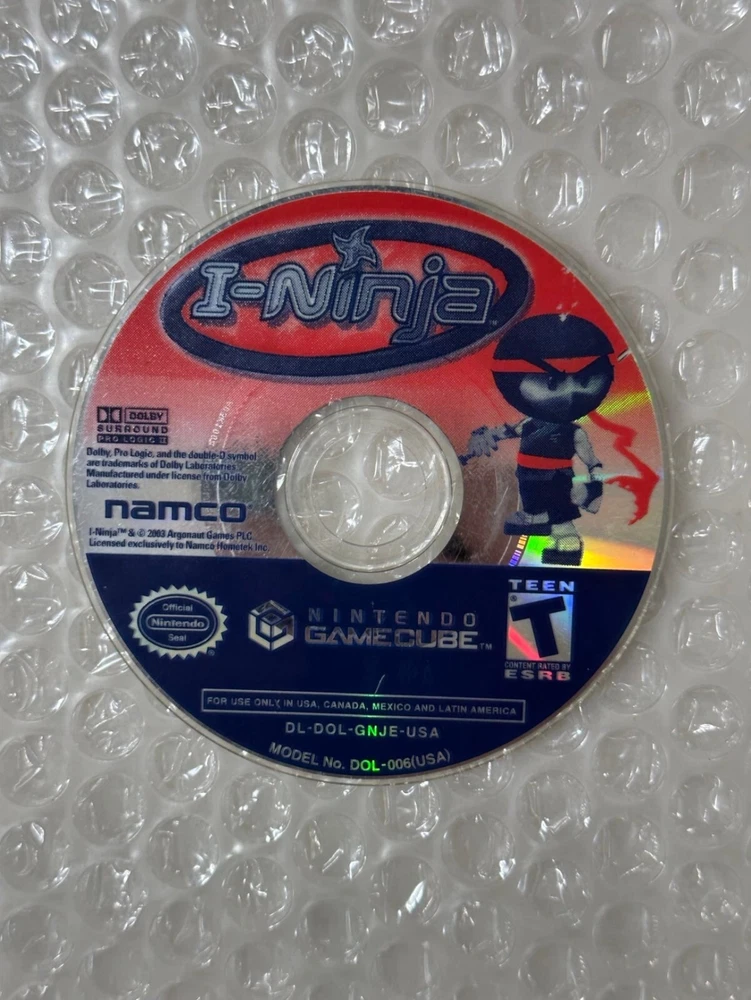 I-Ninja™
DOLBY
SURROUND
PRO LOGIC II
Dolby, Pro Logic, and the double-D symbol
are trademarks of Dolby Laboratories.
Manufactured under license from Dolby
Laboratories.
namco®
I-Ninja™ & © 2003 Argonaut Games PLC.
Licensed exclusively to Namco Hometek Inc.
Official
Nintendo
Seal
NINTENDO
GAMECUBE™
TEEN
T
CONTENT RATED BY
ESRB
FOR USE ONLY IN USA, CANADA, MEXICO AND LATIN AMERICA
DL-DOL-GNJE-USA
MODEL No. DOL-006(USA)